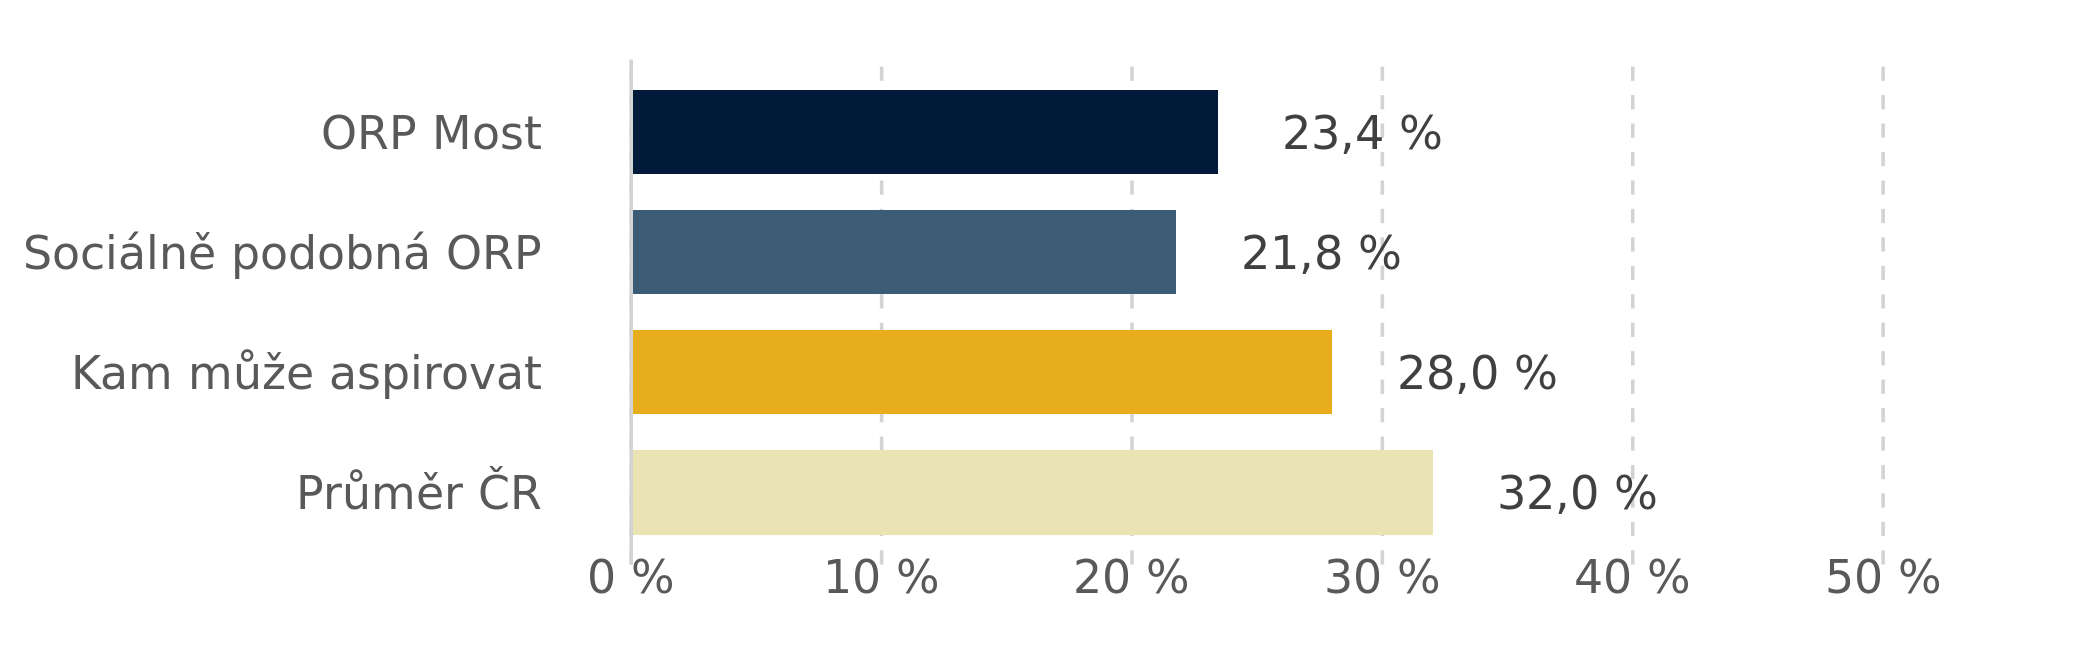 ORP Most 23,4 %
Sociálně podobná ORP 21,8 %
Kam může aspirovat 28,0 %
Průměr ČR 32,0 %
0 % 10 % 20 % 30 % 40 % 50 %